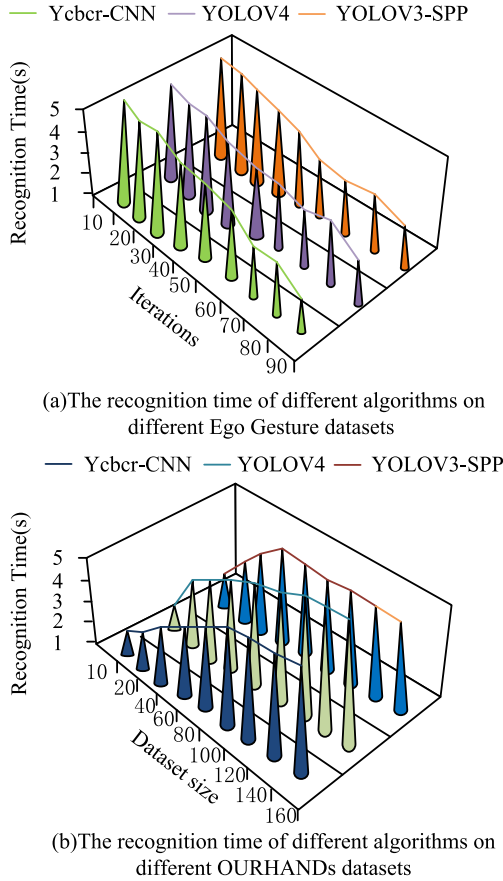 Ycbcr-CNN YOLOV4 YOLOV3-SPP
Recognition Time(s)
5
4
3
2
1
10
20
30
40
50
60
70
80
90
Iterations
(a)The recognition time of different algorithms on
different Ego Gesture datasets
Ycbcr-CNN YOLOV4 YOLOV3-SPP
Recognition Time(s)
5
4
3
2
1
10
20
40
60
80
100
120
140
160
Dataset size
(b)The recognition time of different algorithms on
different OURHANDs datasets